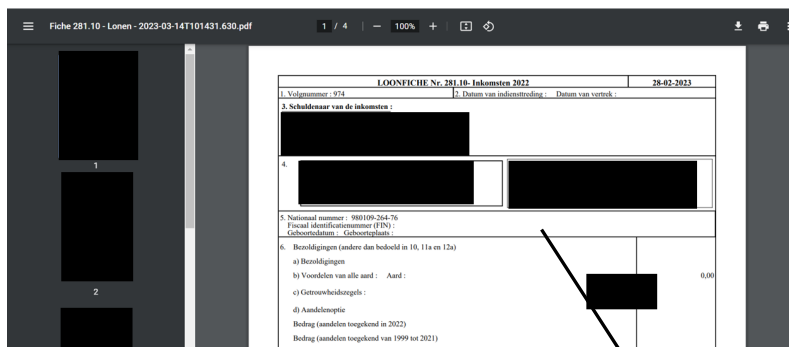 Fiche 281.10 - Lonen - 2023-03-14T101431.630.pdf
1 / 4
100%
1
2
LOONFICHE Nr. 281.10- Inkomsten 2022
28-02-2023
1. Volgnummer : 974
2. Datum van indiensttreding : Datum van vertrek :
3. Schuldenaar van de inkomsten :
4.
5. Nationaal nummer : 980109-264-76
Fiscaal identificatienummer (FIN) :
Geboortedatum : Geboorteplaats :
6. Bezoldigingen (andere dan bedoeld in 10, 11a en 12a)
a) Bezoldigingen
b) Voordelen van alle aard : Aard :
0,00
c) Getrouwheidszegels :
d) Aandelenoptie
Bedrag (aandelen toegekend in 2022)
Bedrag (aandelen toegekend van 1999 tot 2021)